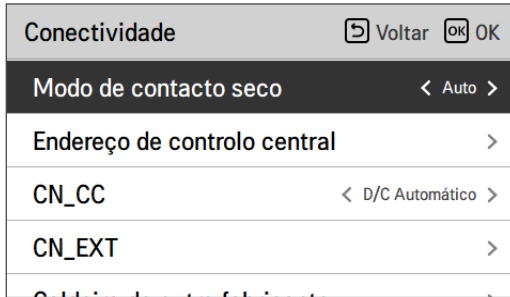 Conectividade Voltar OK OK
Modo de contacto seco < Auto >
Endereço de controlo central >
CN_CC < D/C Automático >
CN_EXT >